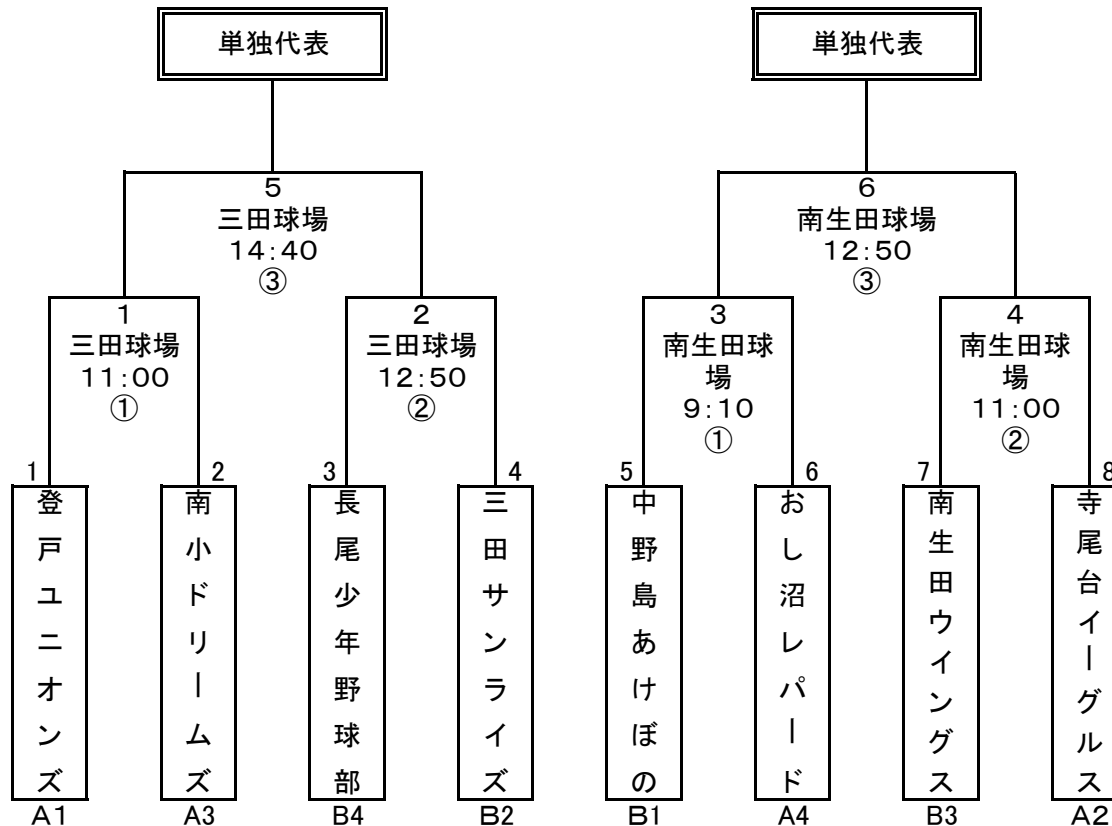 単独代表
単独代表
5
三田球場
14:40
③
6
南生田球場
12:50
③
1
三田球場
11:00
①
2
三田球場
12:50
②
3
南生田球
場
9:10
①
4
南生田球
場
11:00
②
1
2
3
4
5
6
7
8
登戸ユニオンズ
南小ドリームズ
長尾少年野球部
三田サンライズ
中野島あけぼの
おし沼レパード
南生田ウイングス
寺尾台イーグルス
A1
A3
B4
B2
B1
A4
B3
A2